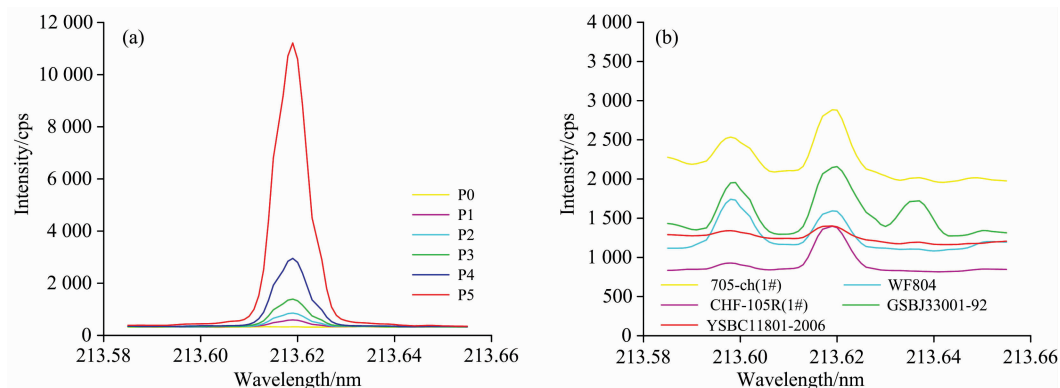 (a)
12 000
10 000
8 000
6 000
4 000
2 000
0
Intensity/cps
P0
P1
P2
P3
P4
P5
213.58
213.60
213.62
213.64
213.66
Wavelength/nm
(b)
4 000
3 500
3 000
2 500
2 000
1 500
1 000
500
0
Intensity/cps
705-ch(1#)
WF804
CHF-105R(1#)
GSBJ33001-92
YSBC11801-2006
213.58
213.60
213.62
213.64
213.66
Wavelength/nm